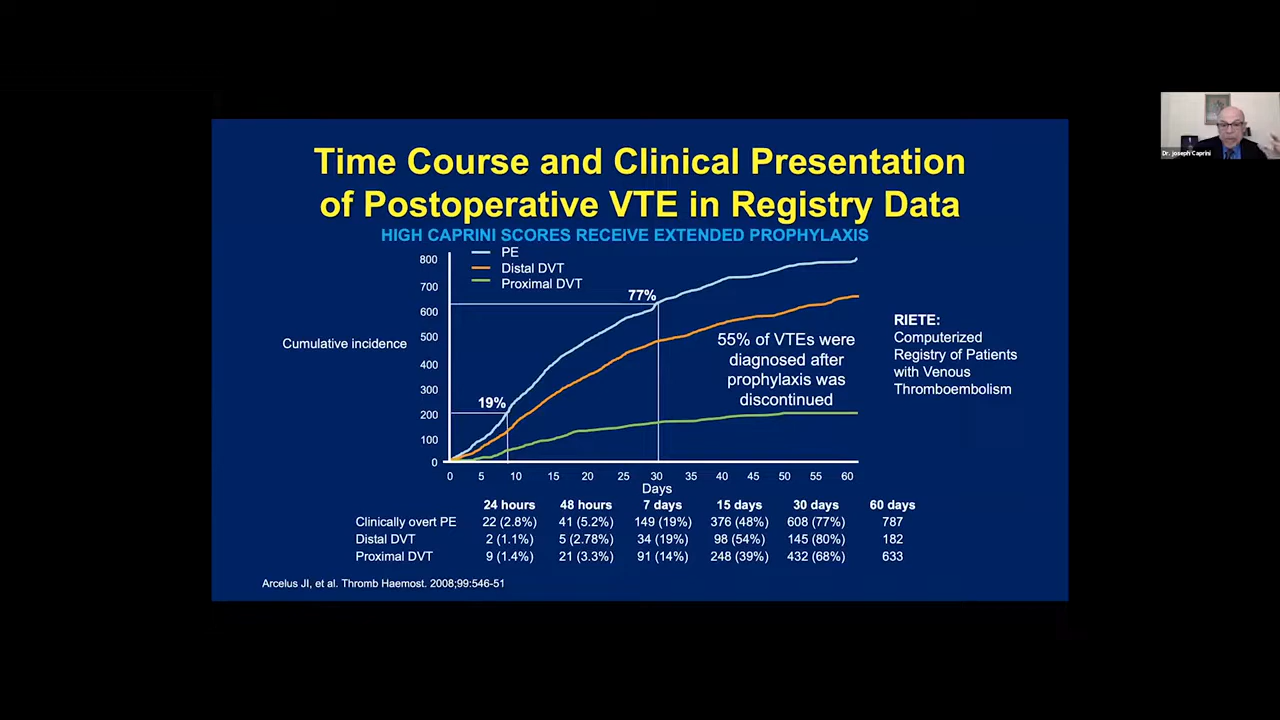 Time Course and Clinical Presentation
of Postoperative VTE in Registry Data
HIGH CAPRINI SCORES RECEIVE EXTENDED PROPHYLAXIS
PE
Distal DVT
Proximal DVT
800
700
600
500
400
300
200
100
0
Cumulative incidence
77%
19%
55% of VTEs were
diagnosed after
prophylaxis was
discontinued
RIETE:
Computerized
Registry of Patients
with Venous
Thromboembolism
0 5 10 15 20 25 30 35 40 45 50 55 60
Days
24 hours 48 hours 7 days 15 days 30 days 60 days
Clinically overt PE 22 (2.8%) 41 (5.2%) 149 (19%) 376 (48%) 608 (77%) 787
Distal DVT 2 (1.1%) 5 (2.78%) 34 (19%) 98 (54%) 145 (80%) 182
Proximal DVT 9 (1.4%) 21 (3.3%) 91 (14%) 248 (39%) 432 (68%) 633
Arcelus JI, et al. Thromb Haemost. 2008;99:546-51
Dr. joseph Caprini